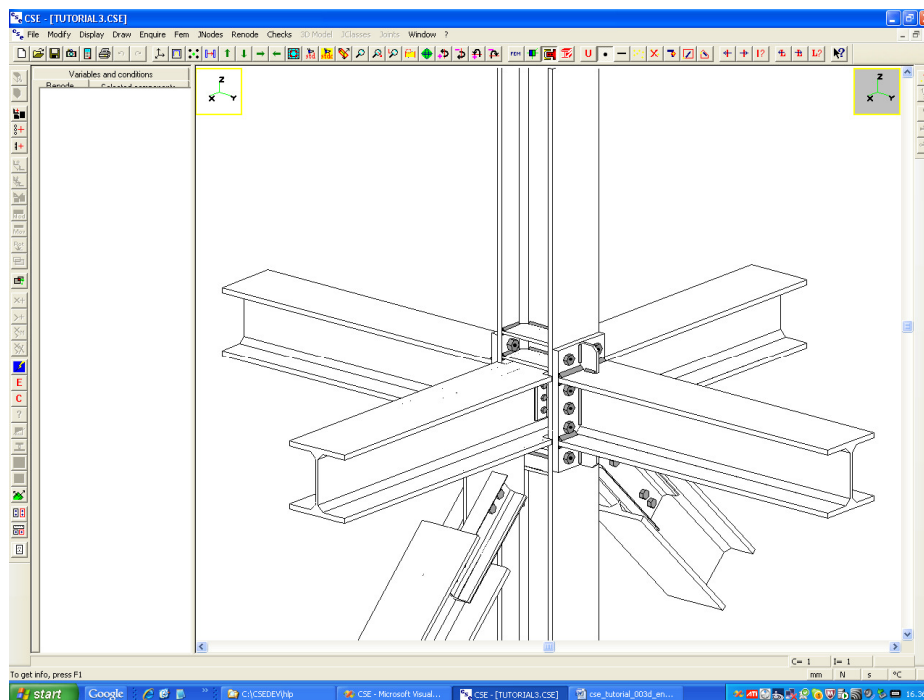 CSE - [TUTORIAL3.CSE]
File Modify Display Draw Enquire Fem JNodes Renode Checks 3D Model JClasses Joints Window ?
Variables and conditions
Renode Selected components
Z
X Y
Z
X Y
E
C
?
To get info, press F1
C= 1 I= 1
mm N s °C
start Google C:\CSEDEV\hlp CSE - Microsoft Visual... CSE - [TUTORIAL3.CSE] cse_tutorial_003d_en...